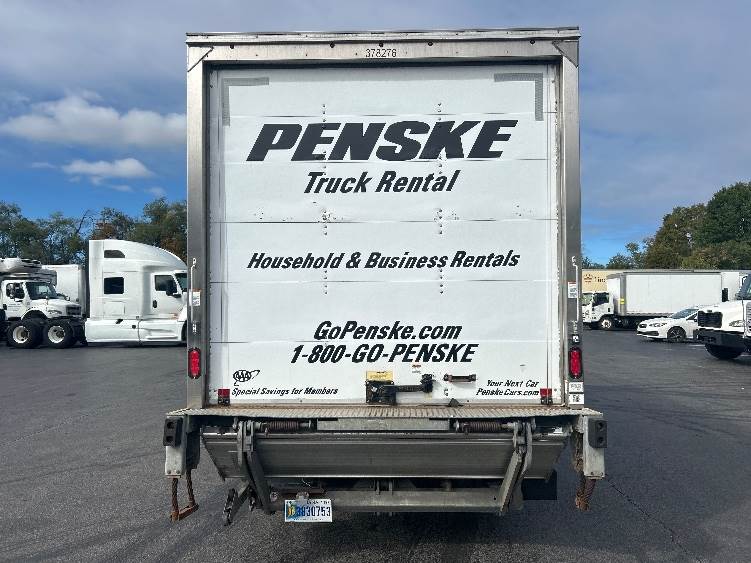 378276
PENSKE
Truck Rental
Household & Business Rentals
GoPenske.com
1-800-GO-PENSKE
AAA
Special Savings for Members
Your Next Car
PenskeCars.com
3830753